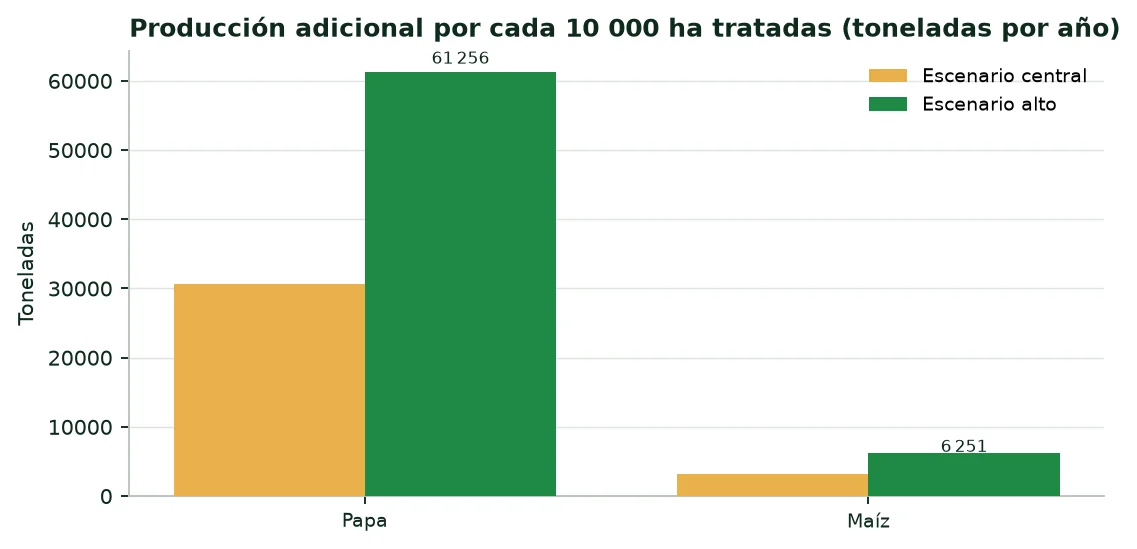 Producción adicional por cada 10 000 ha tratadas (toneladas por año)
61 256
Escenario central
Escenario alto
60000
50000
40000
30000
20000
10000
0
Toneladas
6 251
Papa
Maíz